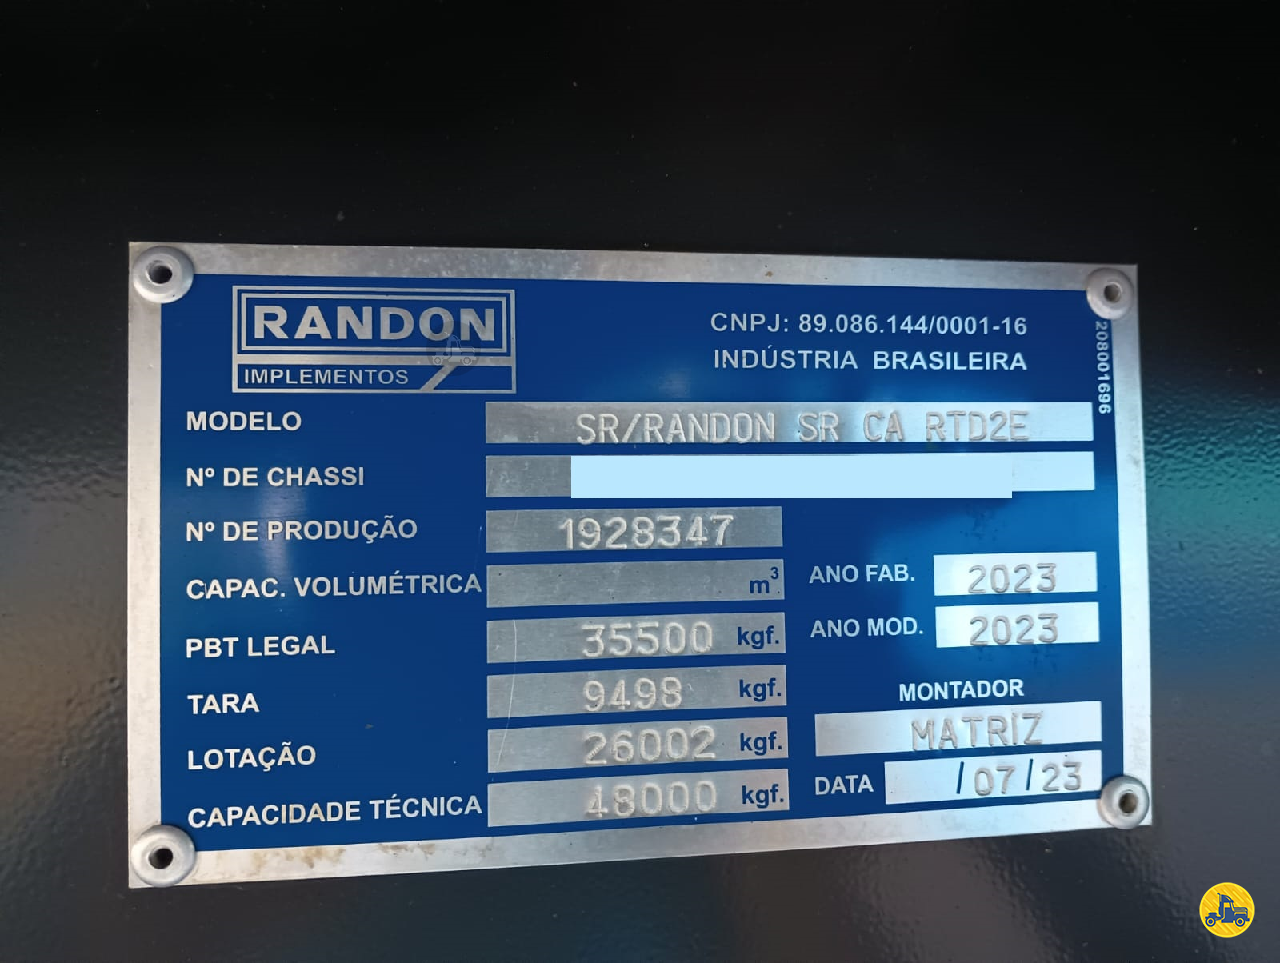 RANDON
IMPLEMENTOS
CNPJ: 89.086.144/0001-16
INDÚSTRIA BRASILEIRA
208001696
MODELO SR/RANDON SR CA RTD2E
Nº DE CHASSI
Nº DE PRODUÇÃO 1928347
CAPAC. VOLUMÉTRICA m³
ANO FAB. 2023
PBT LEGAL 35500 kgf.
ANO MOD. 2023
TARA 9498 kgf.
MONTADOR
LOTAÇÃO 26002 kgf.
MATRIZ
CAPACIDADE TÉCNICA 48000 kgf.
DATA /07/23